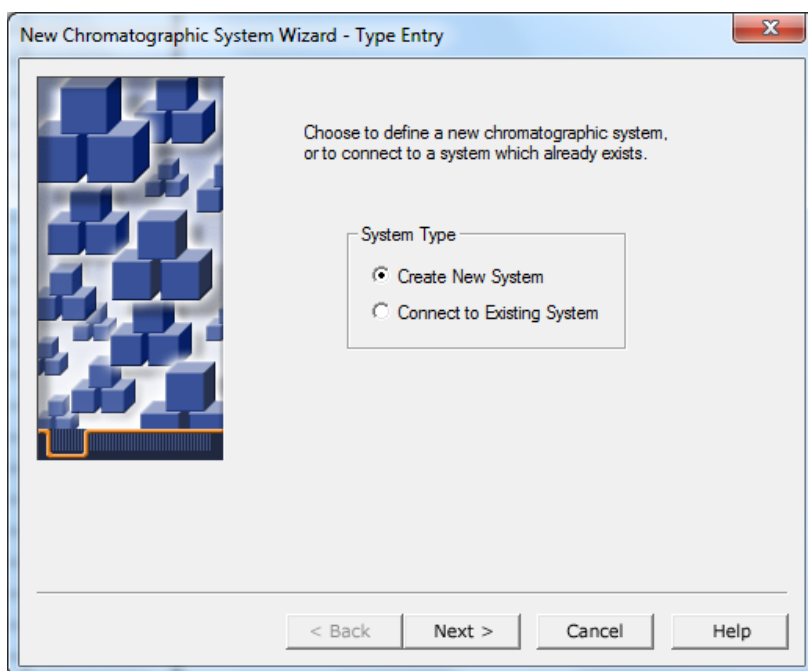 New Chromatographic System Wizard - Type Entry
Choose to define a new chromatographic system,
or to connect to a system which already exists.
System Type
Create New System
Connect to Existing System
< Back
Next >
Cancel
Help